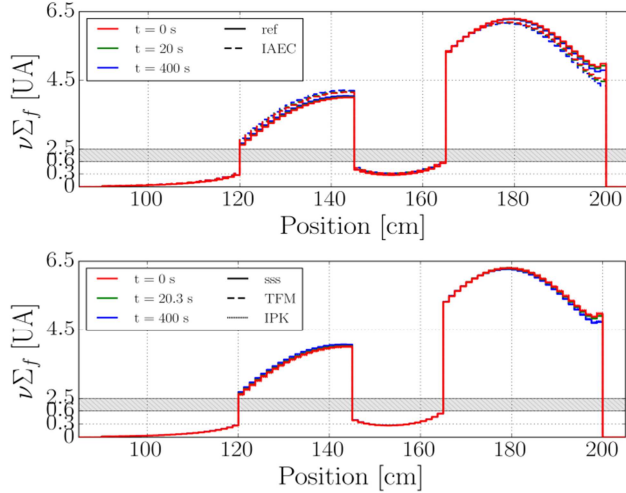 6.5
4.5
2.5
0.6
0.3
0
νΣf [UA]
t = 0 s
t = 20 s
t = 400 s
ref
IAEC
100
120
140
160
180
200
Position [cm]
6.5
4.5
2.5
0.6
0.3
0
νΣf [UA]
t = 0 s
t = 20.3 s
t = 400 s
sss
TFM
IPK
100
120
140
160
180
200
Position [cm]